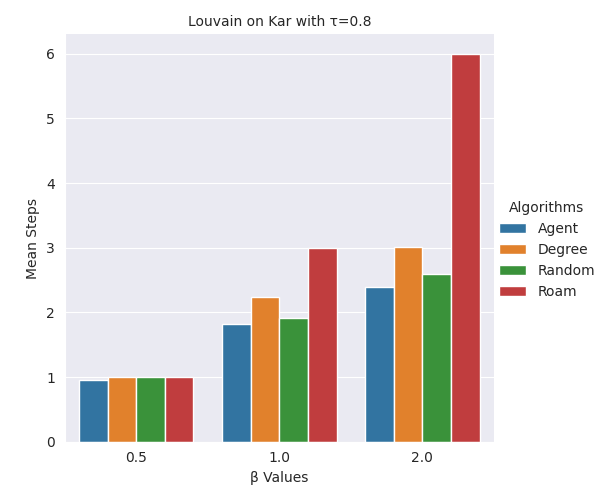 Louvain on Kar with τ=0.8
Mean Steps
6
5
4
3
2
1
0
0.5 1.0 2.0
β Values
Algorithms
Agent
Degree
Random
Roam